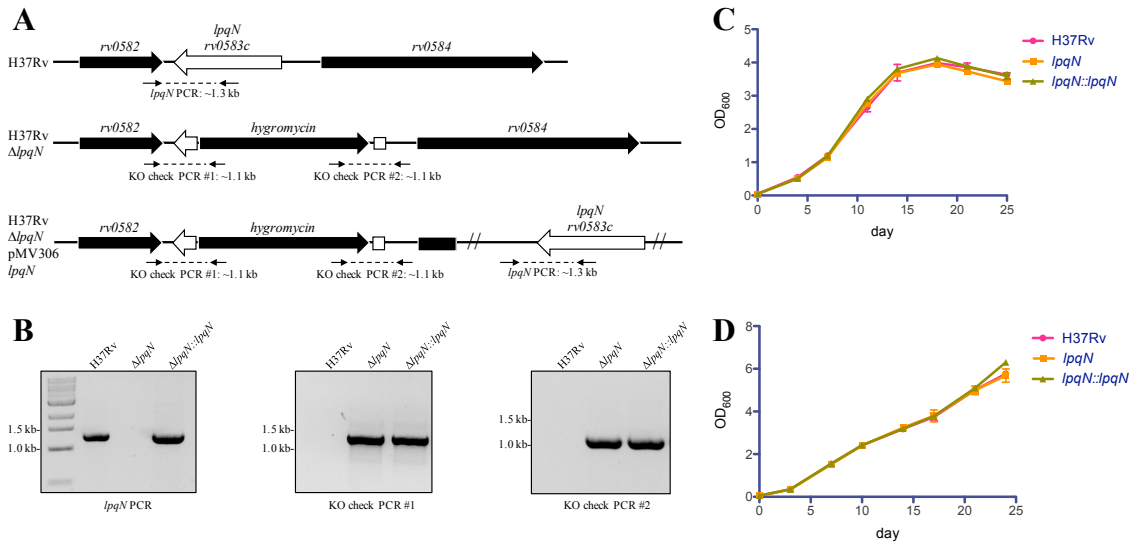 A
H37Rv
rv0582
lpqN
rv0583c
rv0584
lpqN PCR: ~1.3 kb
H37Rv
ΔlpqN
rv0582
hygromycin
rv0584
KO check PCR #1: ~1.1 kb
KO check PCR #2: ~1.1 kb
H37Rv
ΔlpqN
pMV306
lpqN
rv0582
hygromycin
lpqN
rv0583c
KO check PCR #1: ~1.1 kb
KO check PCR #2: ~1.1 kb
lpqN PCR: ~1.3 kb
B
H37Rv
ΔlpqN
ΔlpqN::lpqN
1.5 kb-
1.0 kb-
lpqN PCR
H37Rv
ΔlpqN
ΔlpqN::lpqN
1.5 kb-
1.0 kb-
KO check PCR #1
H37Rv
ΔlpqN
ΔlpqN::lpqN
1.5 kb-
1.0 kb-
KO check PCR #2
C
OD600
5
4
3
2
1
0
0 5 10 15 20 25
day
H37Rv
lpqN
lpqN::lpqN
D
OD600
8
6
4
2
0
0 5 10 15 20 25
day
H37Rv
lpqN
lpqN::lpqN